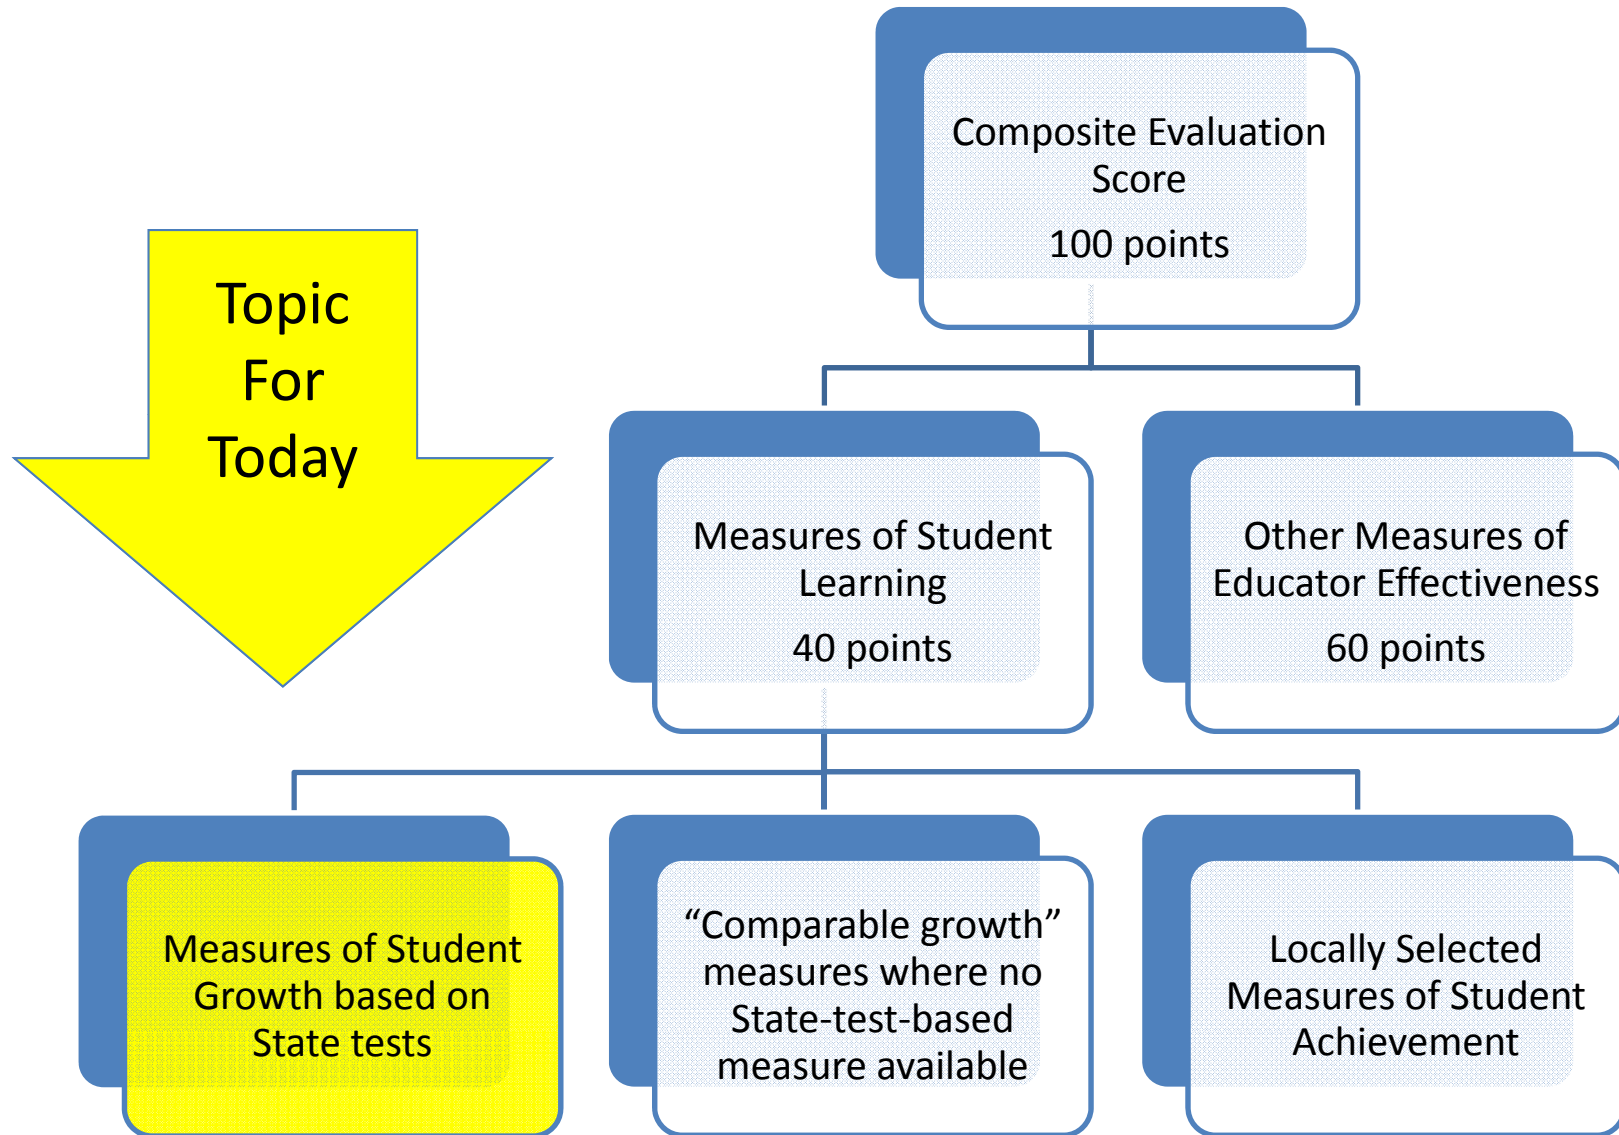 Composite Evaluation
Score
100 points
Topic
For
Today
Measures of Student
Learning
40 points
Other Measures of
Educator Effectiveness
60 points
Measures of Student
Growth based on
State tests
“Comparable growth”
measures where no
State-test-based
measure available
Locally Selected
Measures of Student
Achievement